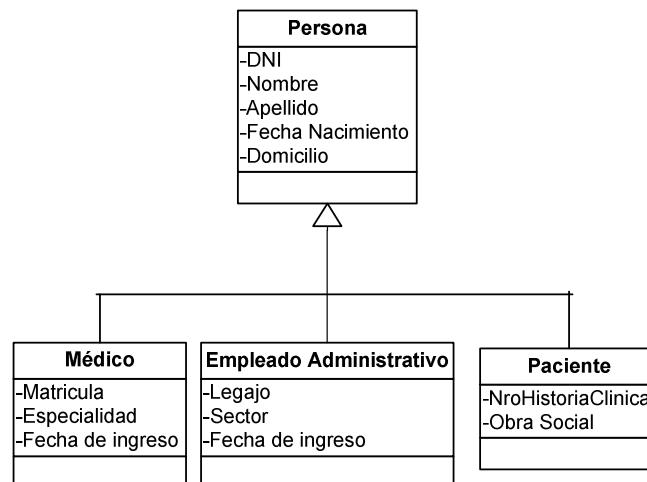 Persona
-DNI
-Nombre
-Apellido
-Fecha Nacimiento
-Domicilio
Médico
-Matricula
-Especialidad
-Fecha de ingreso
Empleado Administrativo
-Legajo
-Sector
-Fecha de ingreso
Paciente
-NroHistoriaClinica
-Obra Social